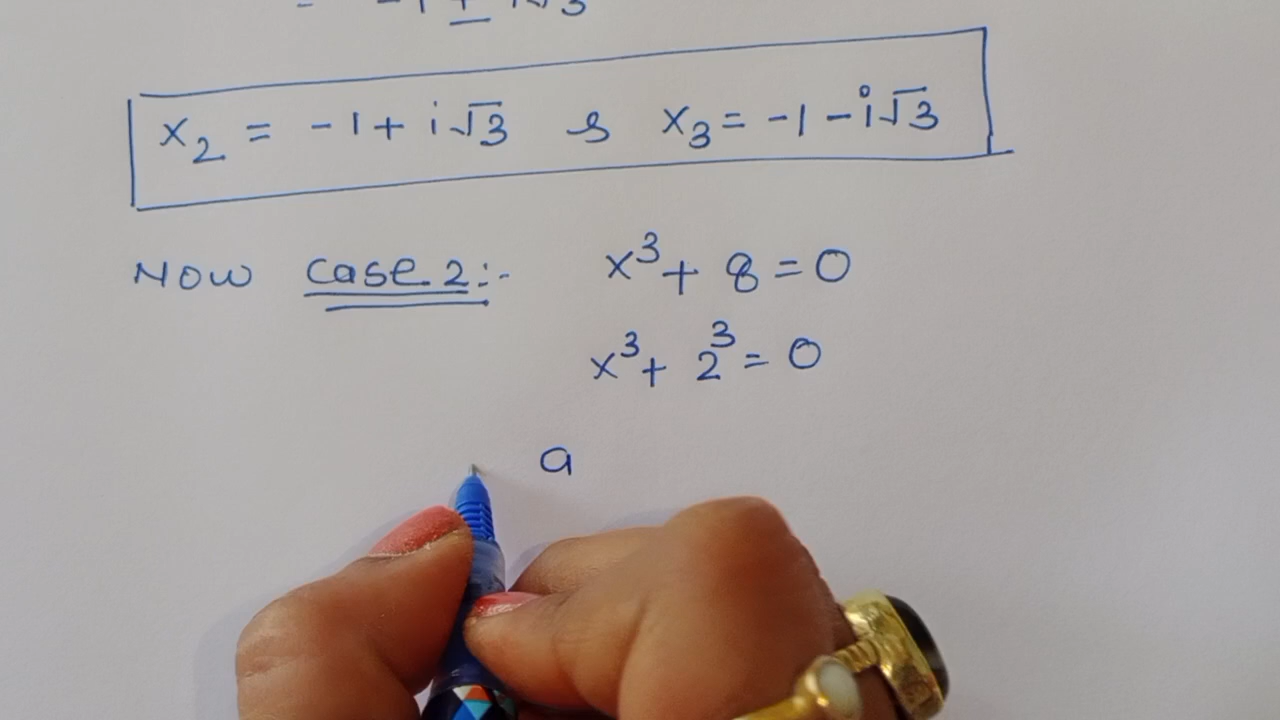 x₂ = -1 + i√3 & x₃ = -1 - i√3
Now case 2:-
x³ + 8 = 0
x³ + 2³ = 0
a